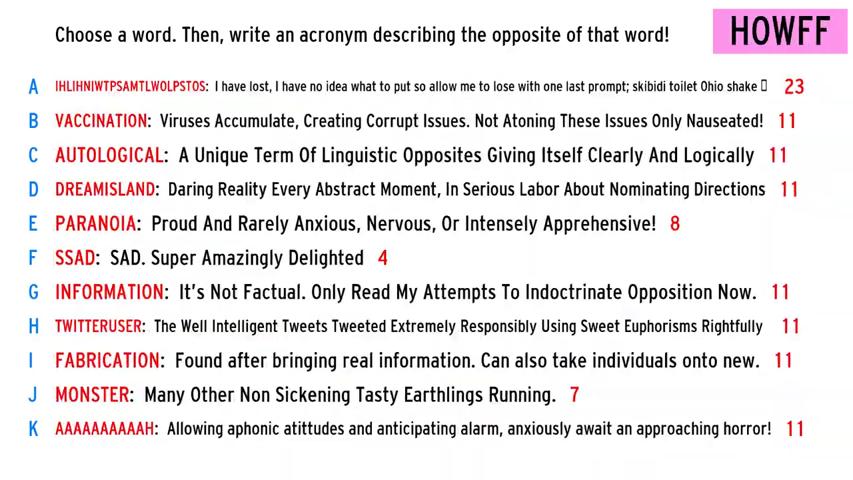 Choose a word. Then, write an acronym describing the opposite of that word!
HOWFF
A IHLIHNIWTPSAMTLWOLPSTOS: I have lost, I have no idea what to put so allow me to lose with one last prompt; skibidi toilet Ohio shake 23
B VACCINATION: Viruses Accumulate, Creating Corrupt Issues. Not Atoning These Issues Only Nauseated! 11
C AUTOLOGICAL: A Unique Term Of Linguistic Opposites Giving Itself Clearly And Logically 11
D DREAMISLAND: Daring Reality Every Abstract Moment, In Serious Labor About Nominating Directions 11
E PARANOIA: Proud And Rarely Anxious, Nervous, Or Intensely Apprehensive! 8
F SSAD: SAD. Super Amazingly Delighted 4
G INFORMATION: It's Not Factual. Only Read My Attempts To Indoctrinate Opposition Now. 11
H TWITTERUSER: The Well Intelligent Tweets Tweeted Extremely Responsibly Using Sweet Euphorisms Rightfully 11
I FABRICATION: Found after bringing real information. Can also take individuals onto new. 11
J MONSTER: Many Other Non Sickening Tasty Earthlings Running. 7
K AAAAAAAAAAH: Allowing aphonic atittudes and anticipating alarm, anxiously await an approaching horror! 11